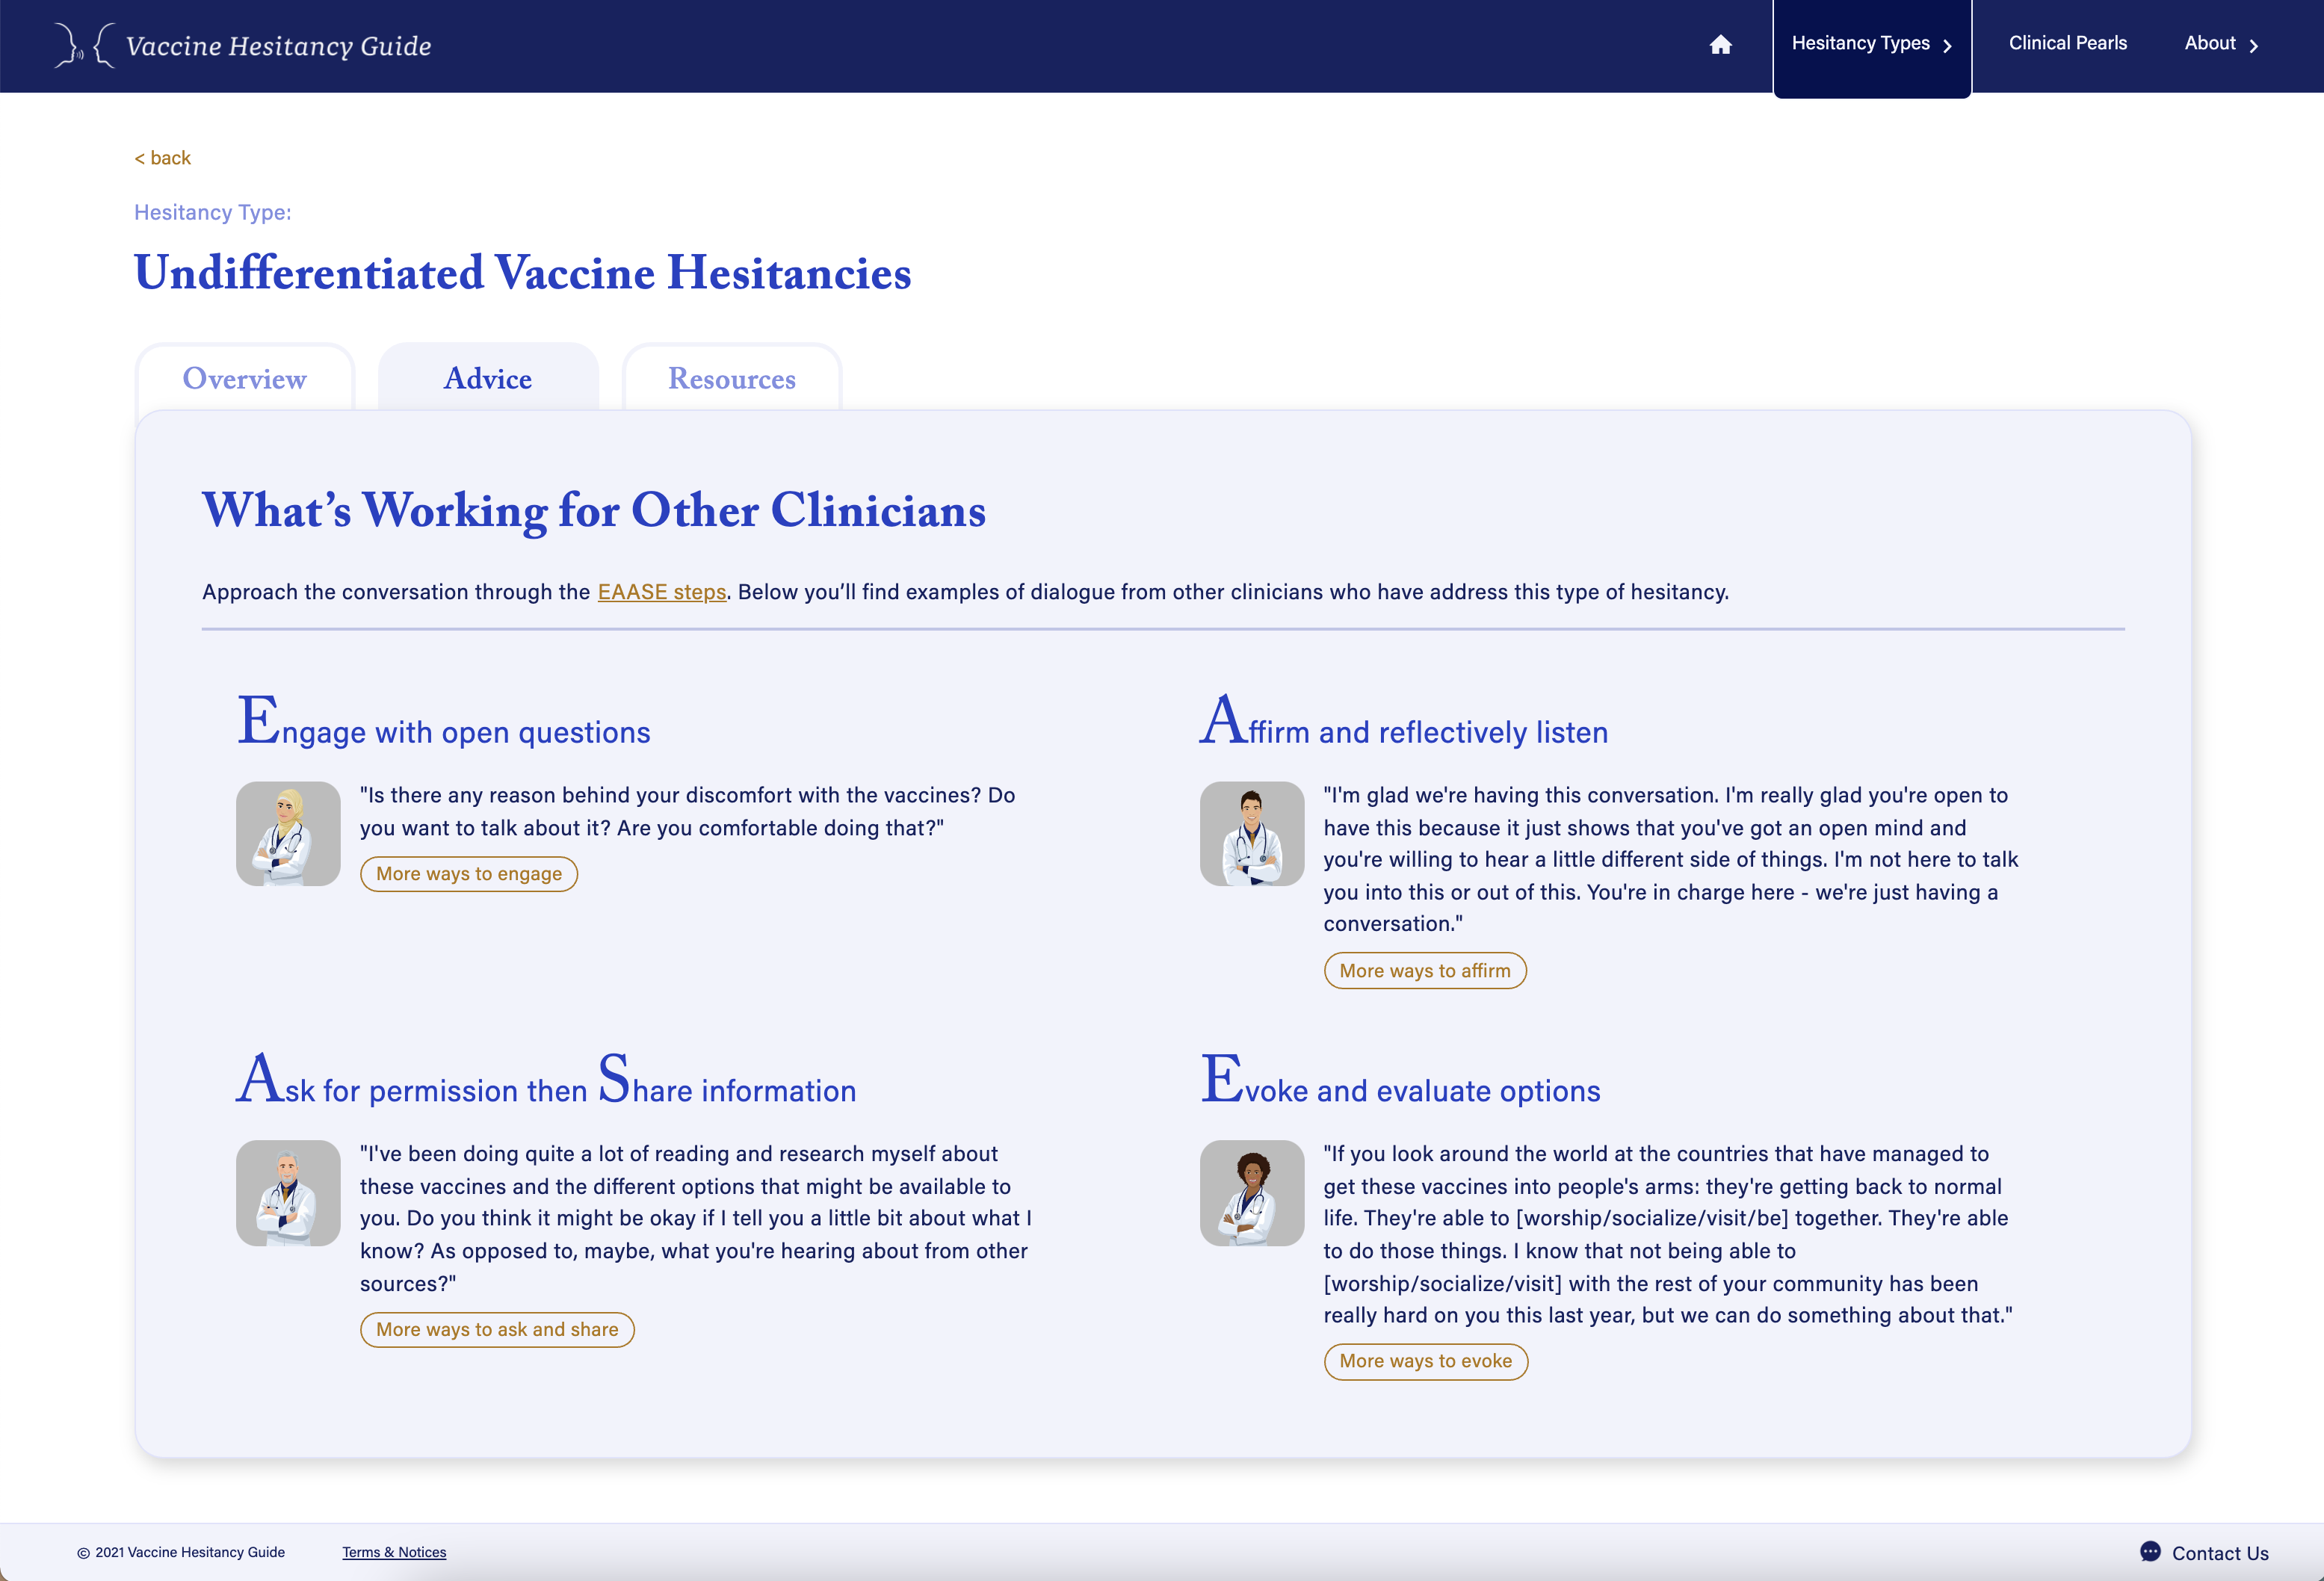 Vaccine Hesitancy Guide
Hesitancy Types >
Clinical Pearls
About >
< back
Hesitancy Type:
Undifferentiated Vaccine Hesitancies
Overview
Advice
Resources
What’s Working for Other Clinicians
Approach the conversation through the EAASE steps. Below you’ll find examples of dialogue from other clinicians who have address this type of hesitancy.
Engage with open questions
"Is there any reason behind your discomfort with the vaccines? Do
you want to talk about it? Are you comfortable doing that?"
More ways to engage
Affirm and reflectively listen
"I'm glad we're having this conversation. I'm really glad you're open to
have this because it just shows that you've got an open mind and
you're willing to hear a little different side of things. I'm not here to talk
you into this or out of this. You're in charge here - we're just having a
conversation."
More ways to affirm
Ask for permission then Share information
"I've been doing quite a lot of reading and research myself about
these vaccines and the different options that might be available to
you. Do you think it might be okay if I tell you a little bit about what I
know? As opposed to, maybe, what you're hearing about from other
sources?"
More ways to ask and share
Evoke and evaluate options
"If you look around the world at the countries that have managed to
get these vaccines into people's arms: they're getting back to normal
life. They're able to [worship/socialize/visit/be] together. They're able
to do those things. I know that not being able to
[worship/socialize/visit] with the rest of your community has been
really hard on you this last year, but we can do something about that."
More ways to evoke
© 2021 Vaccine Hesitancy Guide
Terms & Notices
Contact Us